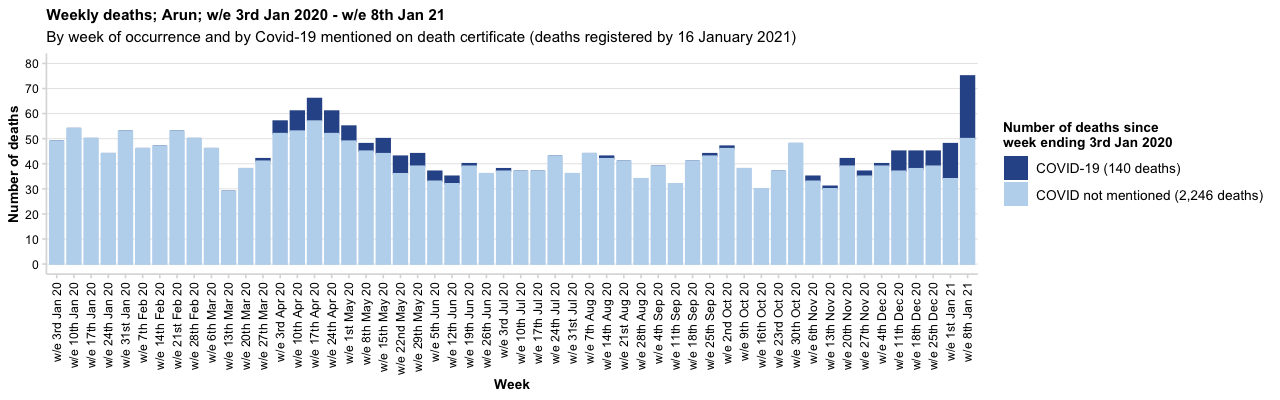 Weekly deaths; Arun; w/e 3rd Jan 2020 - w/e 8th Jan 21
By week of occurrence and by Covid-19 mentioned on death certificate (deaths registered by 16 January 2021)
Number of deaths
80
70
60
50
40
30
20
10
0
w/e 3rd Jan 20
w/e 10th Jan 20
w/e 17th Jan 20
w/e 24th Jan 20
w/e 31st Jan 20
w/e 7th Feb 20
w/e 14th Feb 20
w/e 21st Feb 20
w/e 28th Feb 20
w/e 6th Mar 20
w/e 13th Mar 20
w/e 20th Mar 20
w/e 27th Mar 20
w/e 3rd Apr 20
w/e 10th Apr 20
w/e 17th Apr 20
w/e 24th Apr 20
w/e 1st May 20
w/e 8th May 20
w/e 15th May 20
w/e 22nd May 20
w/e 29th May 20
w/e 5th Jun 20
w/e 12th Jun 20
w/e 19th Jun 20
w/e 26th Jun 20
w/e 3rd Jul 20
w/e 10th Jul 20
w/e 17th Jul 20
w/e 24th Jul 20
w/e 31st Jul 20
w/e 7th Aug 20
w/e 14th Aug 20
w/e 21st Aug 20
w/e 28th Aug 20
w/e 4th Sep 20
w/e 11th Sep 20
w/e 18th Sep 20
w/e 25th Sep 20
w/e 2nd Oct 20
w/e 9th Oct 20
w/e 16th Oct 20
w/e 23rd Oct 20
w/e 30th Oct 20
w/e 6th Nov 20
w/e 13th Nov 20
w/e 20th Nov 20
w/e 27th Nov 20
w/e 4th Dec 20
w/e 11th Dec 20
w/e 18th Dec 20
w/e 25th Dec 20
w/e 1st Jan 21
w/e 8th Jan 21
Week
Number of deaths since
week ending 3rd Jan 2020
COVID-19 (140 deaths)
COVID not mentioned (2,246 deaths)